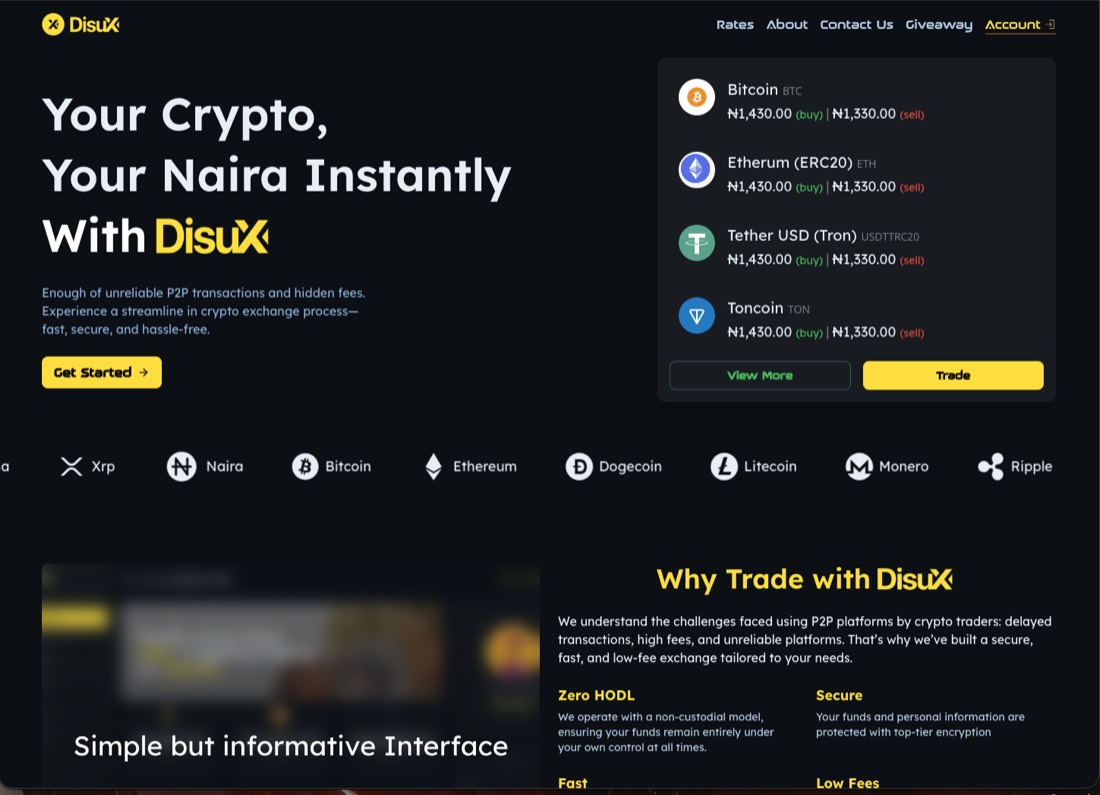 DisuX
Rates About Contact Us Giveaway Account
Your Crypto,
Your Naira Instantly
With DisuX
Enough of unreliable P2P transactions and hidden fees.
Experience a streamline in crypto exchange process—
fast, secure, and hassle-free.
Get Started →
Bitcoin BTC
₦1,430.00 (buy) | ₦1,330.00 (sell)
Etherum (ERC20) ETH
₦1,430.00 (buy) | ₦1,330.00 (sell)
Tether USD (Tron) USDTTRC20
₦1,430.00 (buy) | ₦1,330.00 (sell)
Toncoin TON
₦1,430.00 (buy) | ₦1,330.00 (sell)
View More Trade
a Xrp Naira Bitcoin Ethereum Dogecoin Litecoin Monero Ripple
Simple but informative Interface
Why Trade with DisuX
We understand the challenges faced using P2P platforms by crypto traders: delayed
transactions, high fees, and unreliable platforms. That's why we've built a secure,
fast, and low-fee exchange tailored to your needs.
Zero HODL
We operate with a non-custodial model,
ensuring your funds remain entirely under
your own control at all times.
Secure
Your funds and personal information are
protected with top-tier encryption
Fast
Low Fees